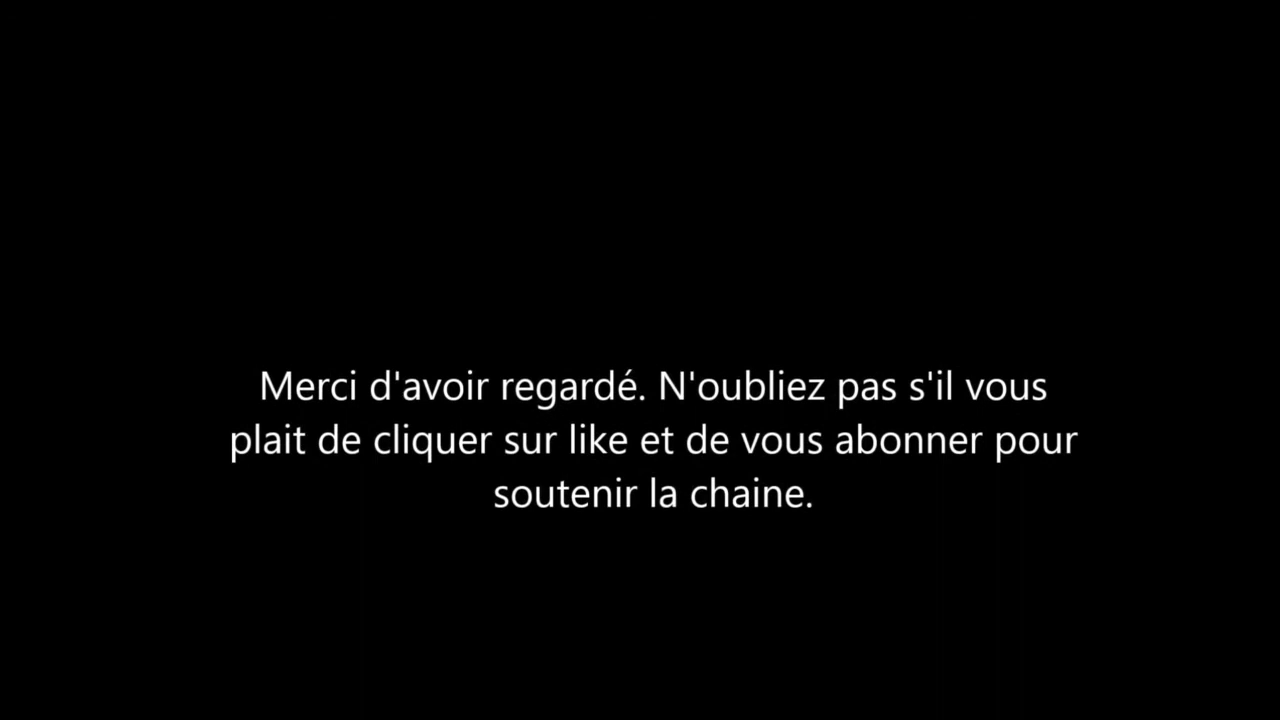 Merci d'avoir regardé. N'oubliez pas s'il vous
plait de cliquer sur like et de vous abonner pour
soutenir la chaine.